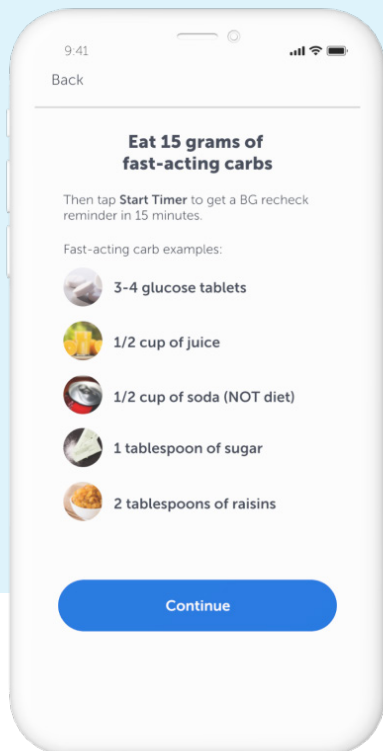 9:41
Back
Eat 15 grams of
fast-acting carbs
Then tap Start Timer to get a BG recheck
reminder in 15 minutes.
Fast-acting carb examples:
3-4 glucose tablets
1/2 cup of juice
1/2 cup of soda (NOT diet)
1 tablespoon of sugar
2 tablespoons of raisins
Continue